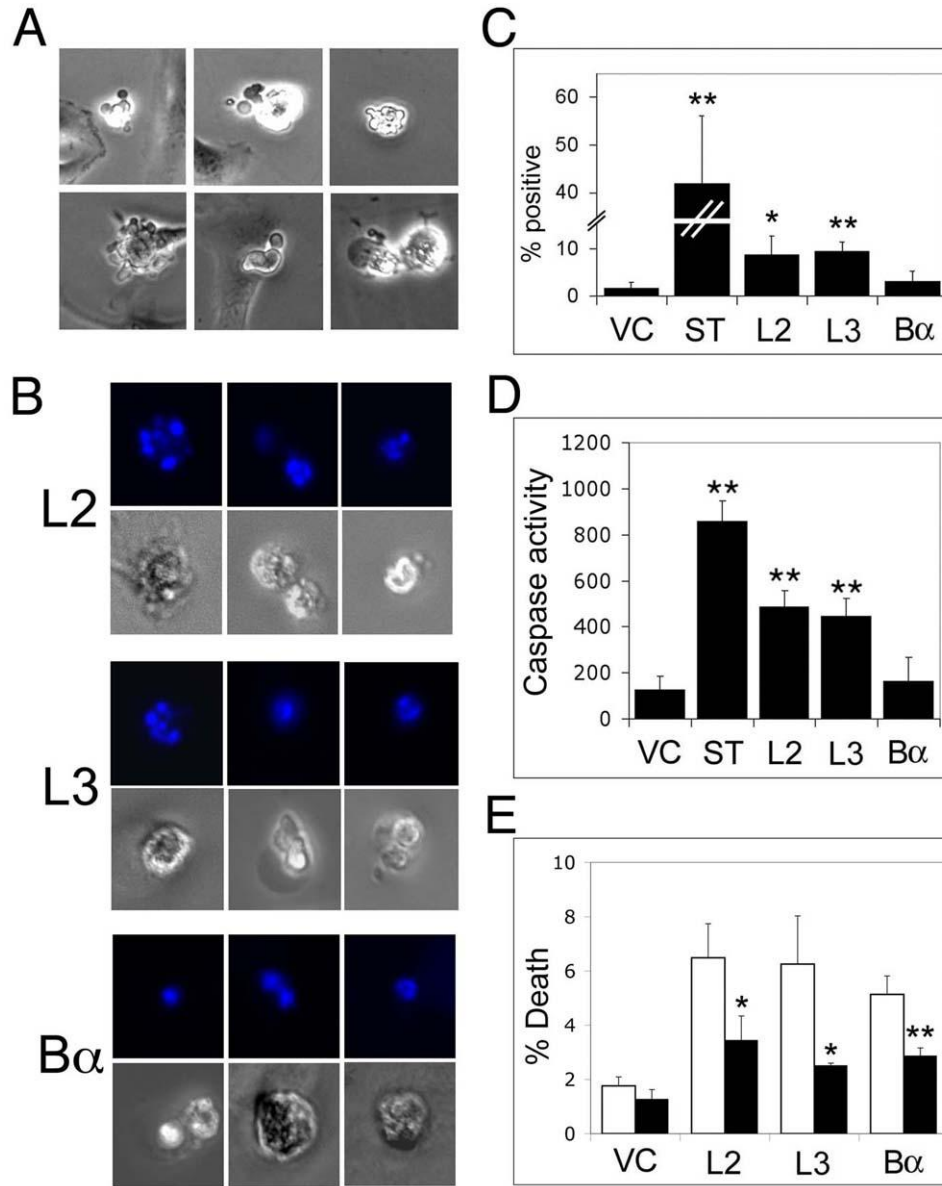 A
B
L2
L3
Bα
C
% positive
60
50
40
10
0
**
*
**
VC ST L2 L3 Bα
D
Caspase activity
1200
1000
800
600
400
200
0
**
**
**
VC ST L2 L3 Bα
E
% Death
10
8
6
4
2
0
*
*
**
VC L2 L3 Bα